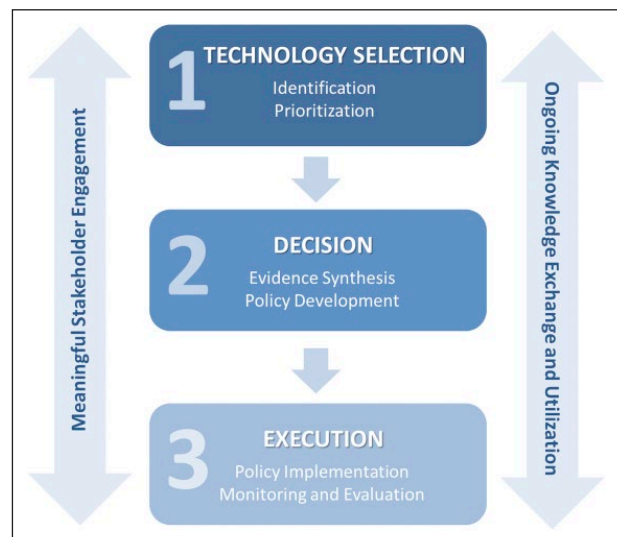 Meaningful Stakeholder Engagement
1
TECHNOLOGY SELECTION
Identification
Prioritization
2
DECISION
Evidence Synthesis
Policy Development
3
EXECUTION
Policy Implementation
Monitoring and Evaluation
Ongoing Knowledge Exchange and Utilization